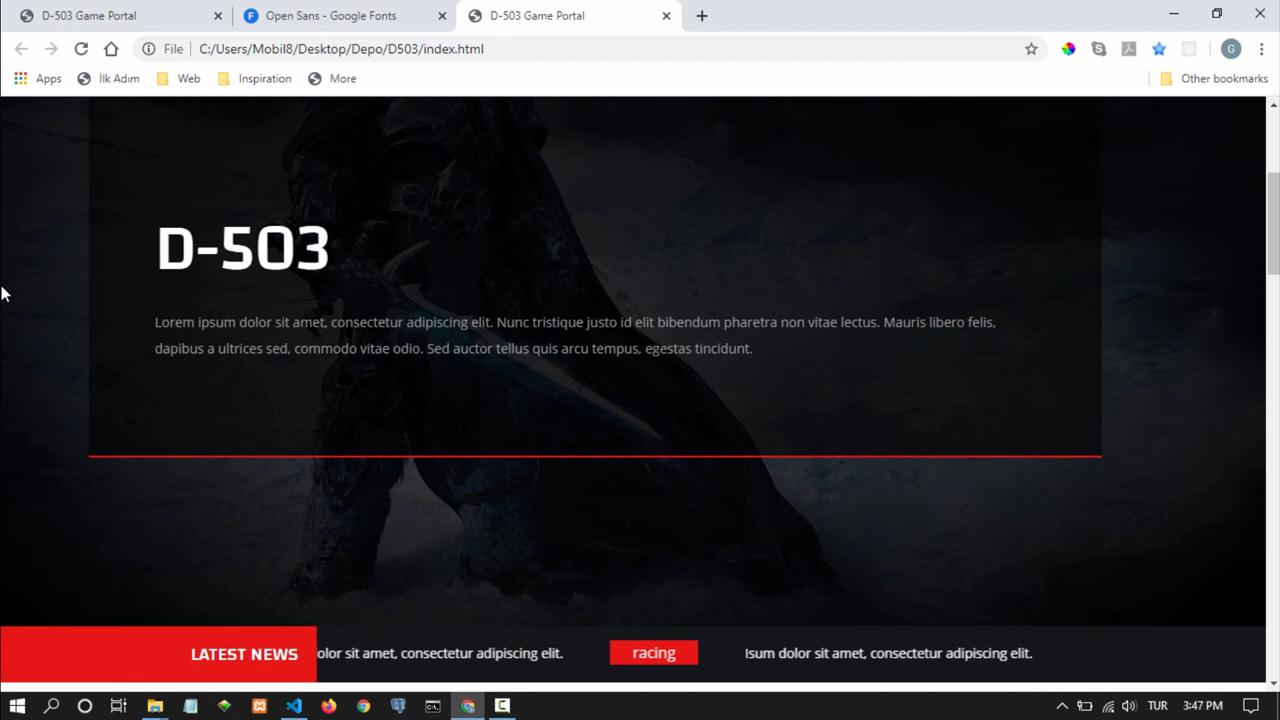 D-503 Game Portal
Open Sans - Google Fonts
D-503 Game Portal
File
C:/Users/Mobil8/Desktop/Depo/D503/index.html
G
Apps
İlk Adım
Web
Inspiration
More
Other bookmarks
D-503
Lorem ipsum dolor sit amet, consectetur adipiscing elit. Nunc tristique justo id elit bibendum pharetra non vitae lectus. Mauris libero felis,
dapibus a ultrices sed, commodo vitae odio. Sed auctor tellus quis arcu tempus, egestas tincidunt.
LATEST NEWS
olor sit amet, consectetur adipiscing elit.
racing
Isum dolor sit amet, consectetur adipiscing elit.
TUR
3:47 PM